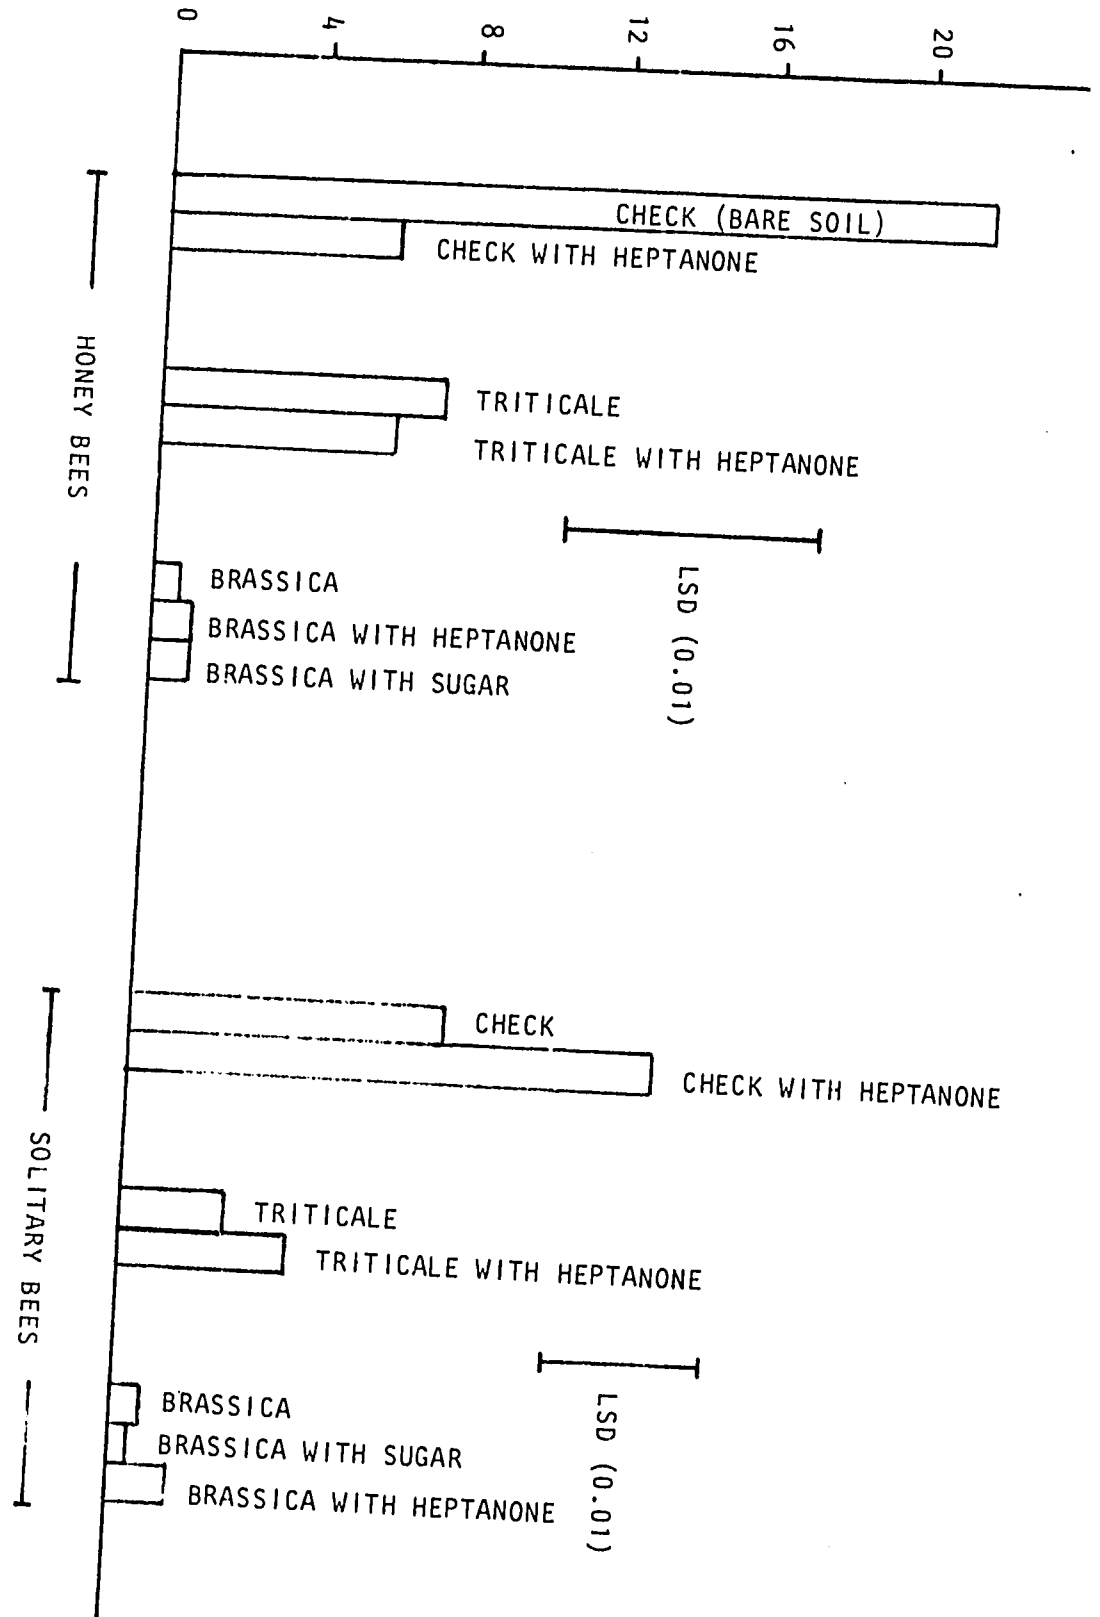 0
4
8
12
16
20
CHECK (BARE SOIL)
CHECK WITH HEPTANONE
HONEY BEES
TRITICALE
TRITICALE WITH HEPTANONE
LSD (0.01)
BRASSICA
BRASSICA WITH HEPTANONE
BRASSICA WITH SUGAR
CHECK
CHECK WITH HEPTANONE
SOLITARY BEES
TRITICALE
TRITICALE WITH HEPTANONE
LSD (0.01)
BRASSICA
BRASSICA WITH SUGAR
BRASSICA WITH HEPTANONE